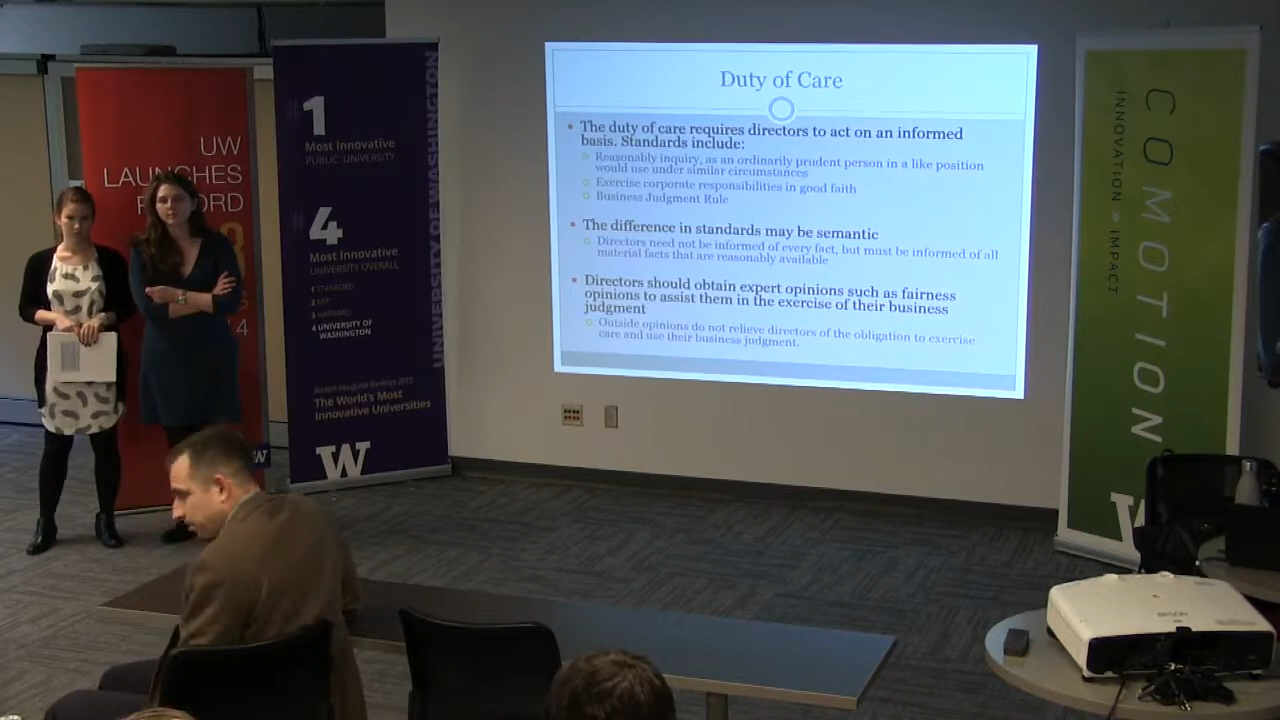 UW
LAUNCHES
1
Most Innovative
PUBLIC UNIVERSITY
4
Most Innovative
UNIVERSITY OVERALL
1 STANFORD
2 MIT
3 HARVARD
4 UNIVERSITY OF
WASHINGTON
Reuters Inaugural Rankings 2015
The World's Most
Innovative Universities
W
UNIVERSITY OF WASHINGTON
W
Duty of Care
The duty of care requires directors to act on an informed
basis. Standards include:
Reasonably inquiry, as an ordinarily prudent person in a like position
would use under similar circumstances
Exercise corporate responsibilities in good faith
Business Judgment Rule
The difference in standards may be semantic
Directors need not be informed of every fact, but must be informed of all
material facts that are reasonably available
Directors should obtain expert opinions such as fairness
opinions to assist them in the exercise of their business
judgment
Outside opinions do not relieve directors of the obligation to exercise
care and use their business judgment.
COMOTION
INNOVATION » IMPACT
W
EPSON